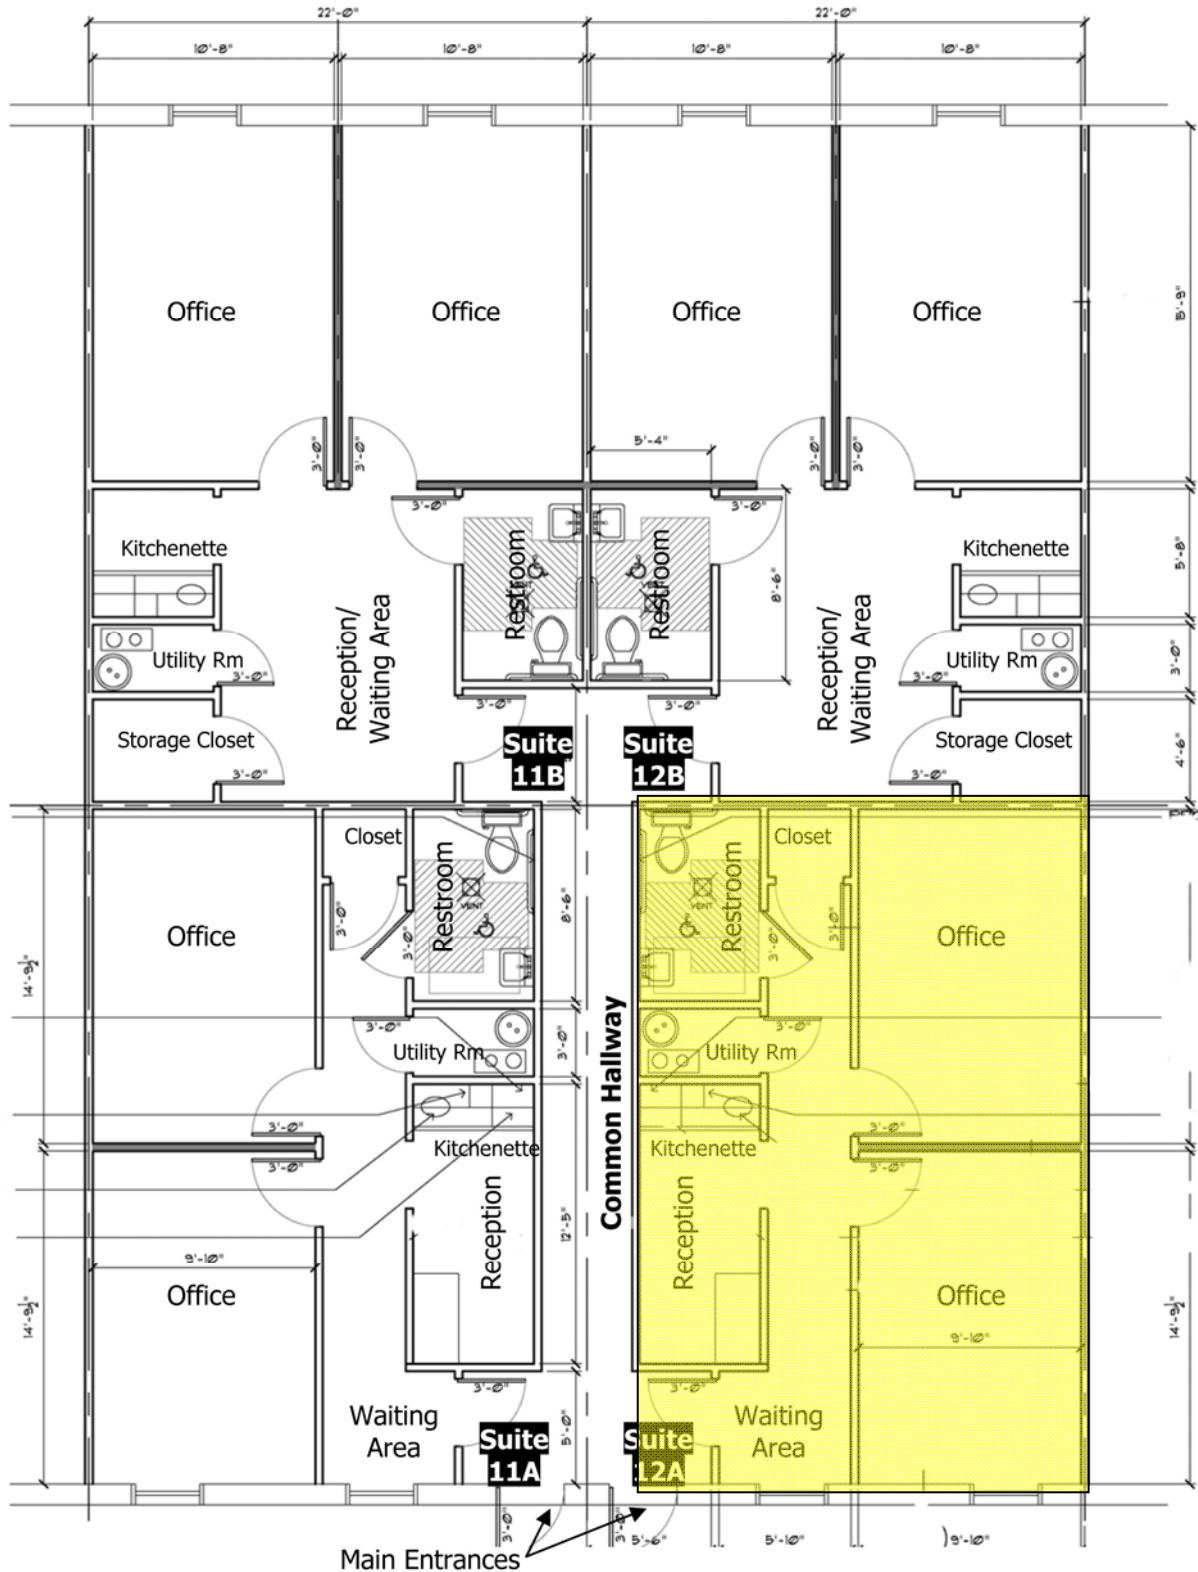 22'-0" 22'-0"
10'-8" 10'-8" 10'-8" 10'-8"
Office Office Office Office
15'-9"
3'-0" 3'-0" 5'-4" 3'-0" 3'-0"
3'-0" 3'-0"
Kitchenette Restroom Restroom Kitchenette
VENT VENT
8'-6" 5'-8"
Reception/
Waiting Area
Reception/
Waiting Area
Utility Rm Utility Rm
3'-0" 3'-0" 3'-0"
3'-0" 3'-0"
Storage Closet Storage Closet
Suite
11B
Suite
12B
4'-6"
3'-0" 3'-0"
Closet Closet
Restroom Restroom
VENT VENT
8'-6"
Office Office
3'-0" 3'-0" 3'-0" 3'-0"
14'-9½"
Common Hallway
3'-0" 3'-0"
Utility Rm Utility Rm
3'-0"
3'-0" 3'-0"
Kitchenette Kitchenette
3'-0" 3'-0"
Reception Reception
12'-5"
9'-10"
Office Office
14'-9½" 14'-9½"
9'-10"
3'-0" 3'-0"
Waiting
Area
Waiting
Area
Suite
11A
Suite
12A
5'-0"
3'-0" 3'-0" 5'-6" 5'-10" 9'-10"
Main Entrances